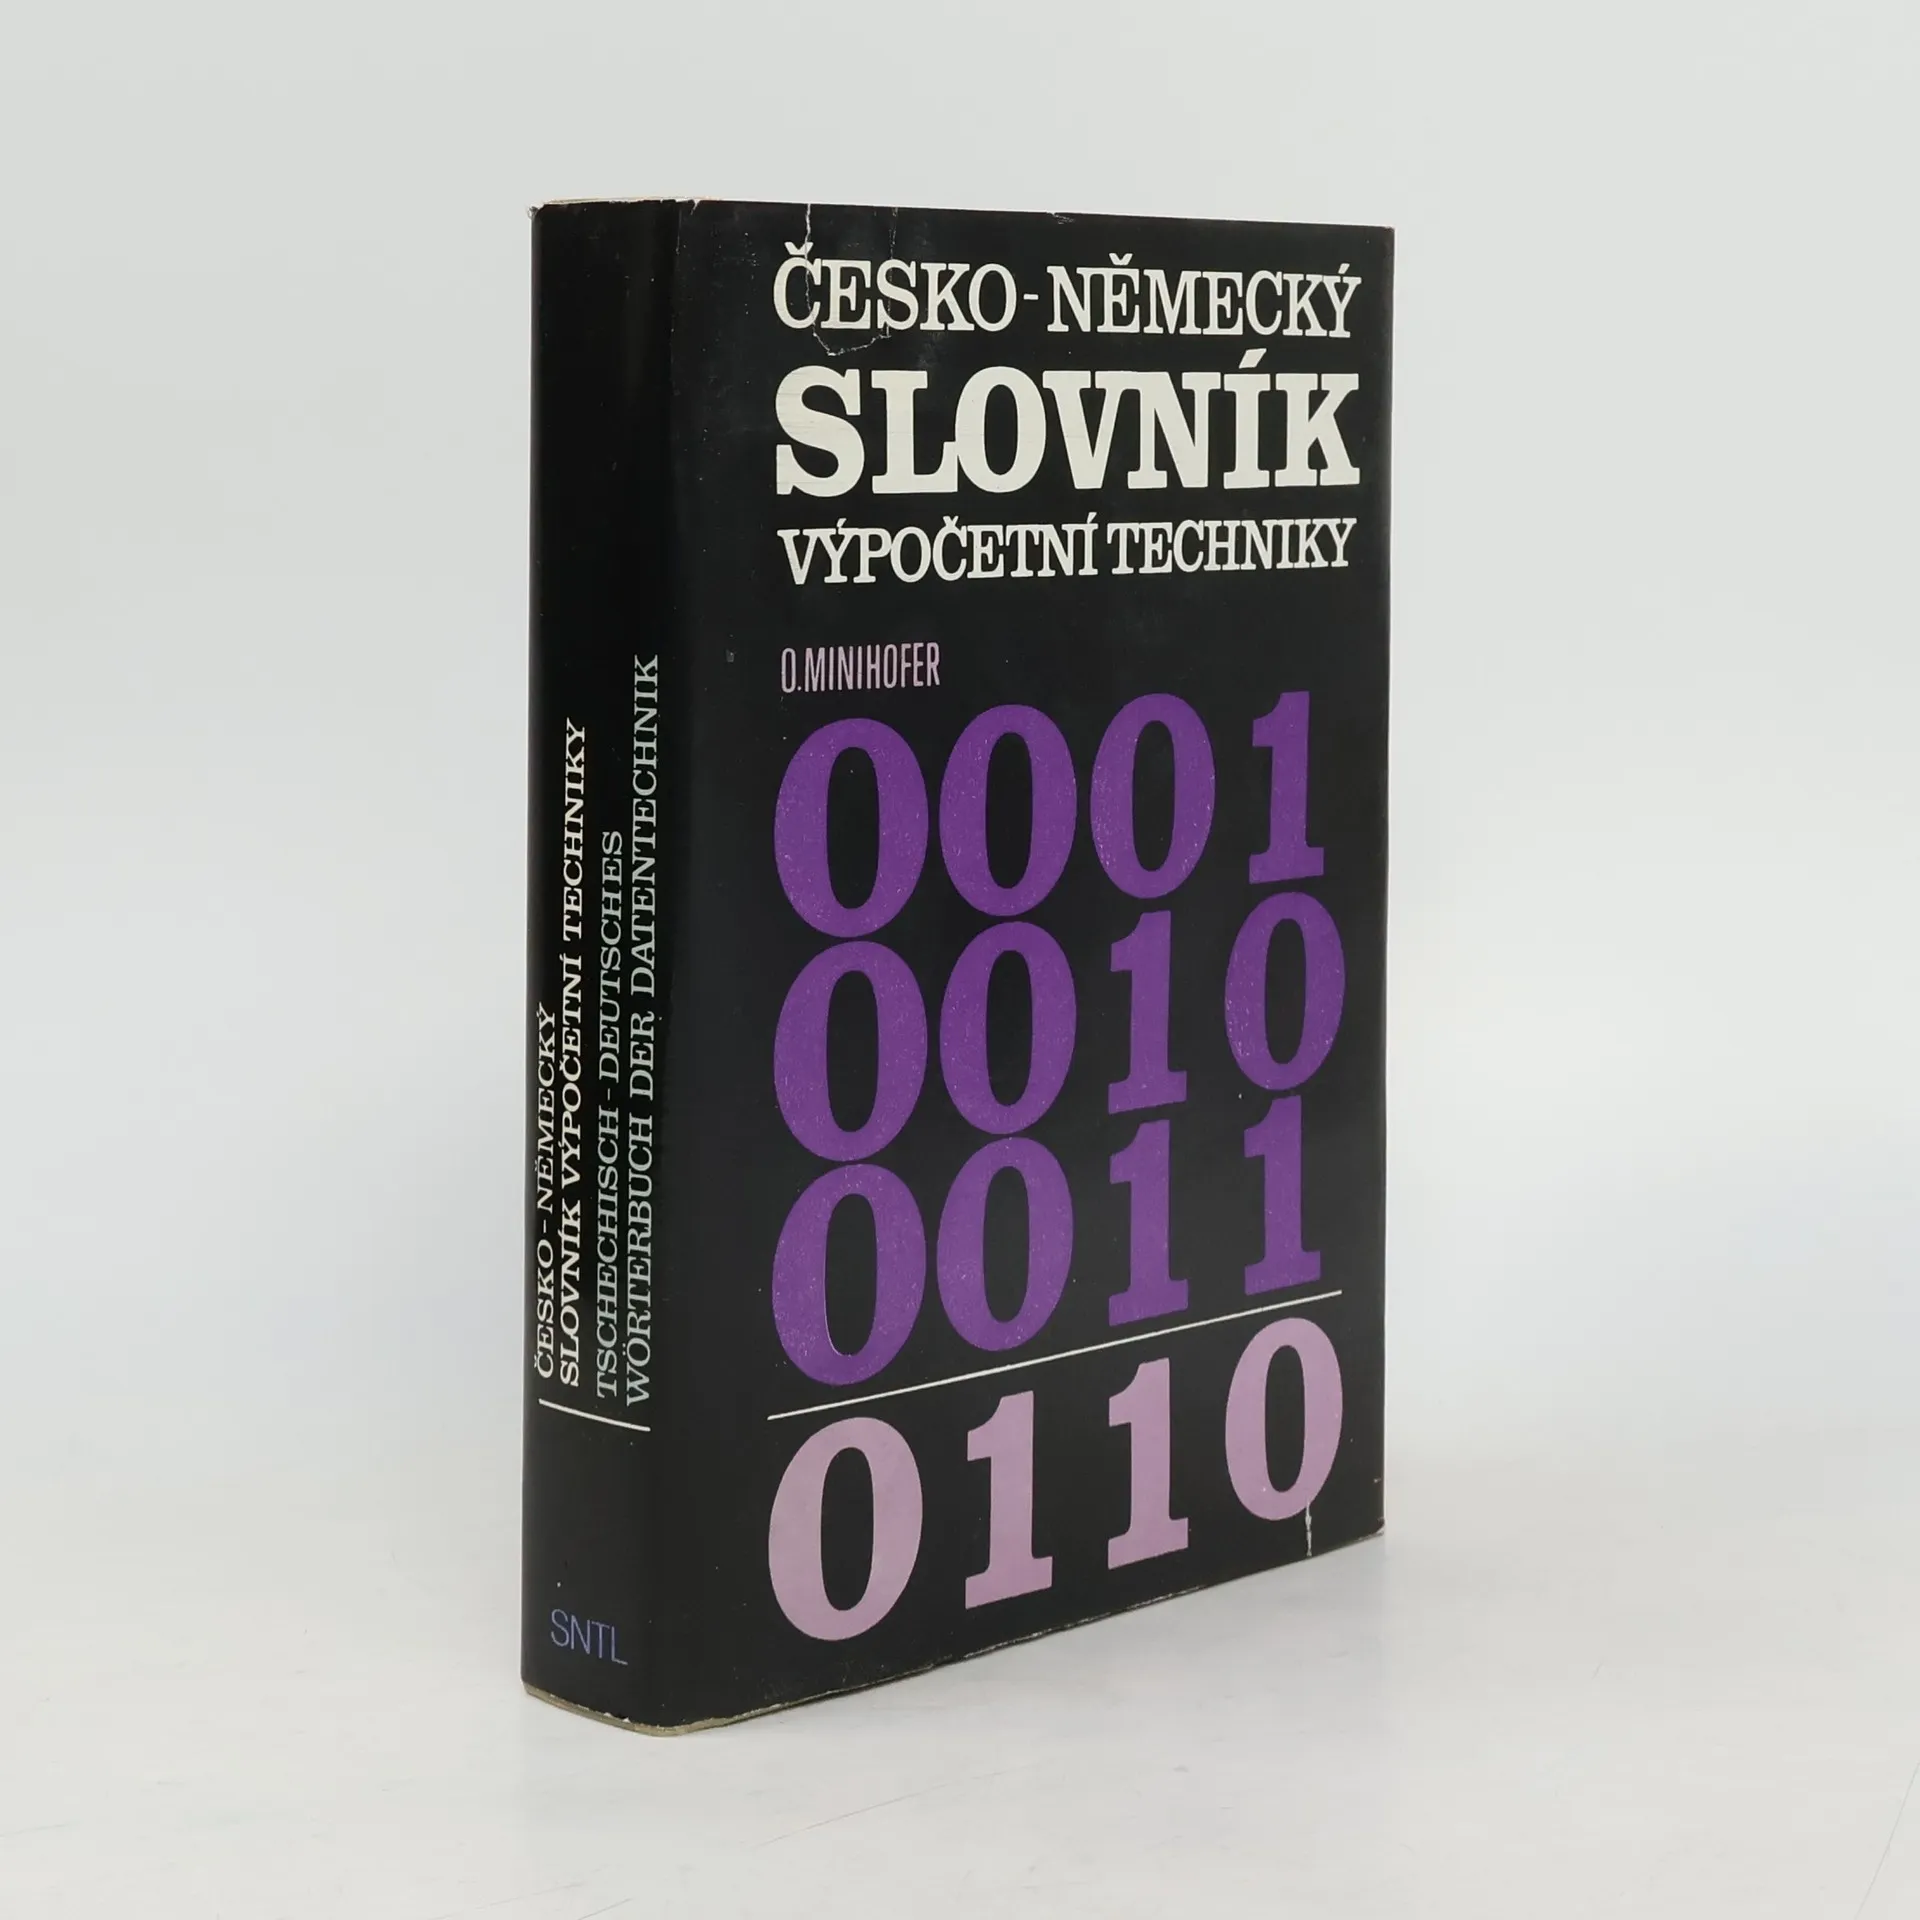 ČESKO-NĚMECKÝ
SLOVNÍK
VÝPOČETNÍ TECHNIKY
O.MINIHOFER
0001
0010
0011
0110
ČESKO-NĚMECKÝ
SLOVNÍK VÝPOČETNÍ TECHNIKY
TSCHECHISCH-DEUTSCHES
WÖRTERBUCH DER DATENTECHNIK
SNTL